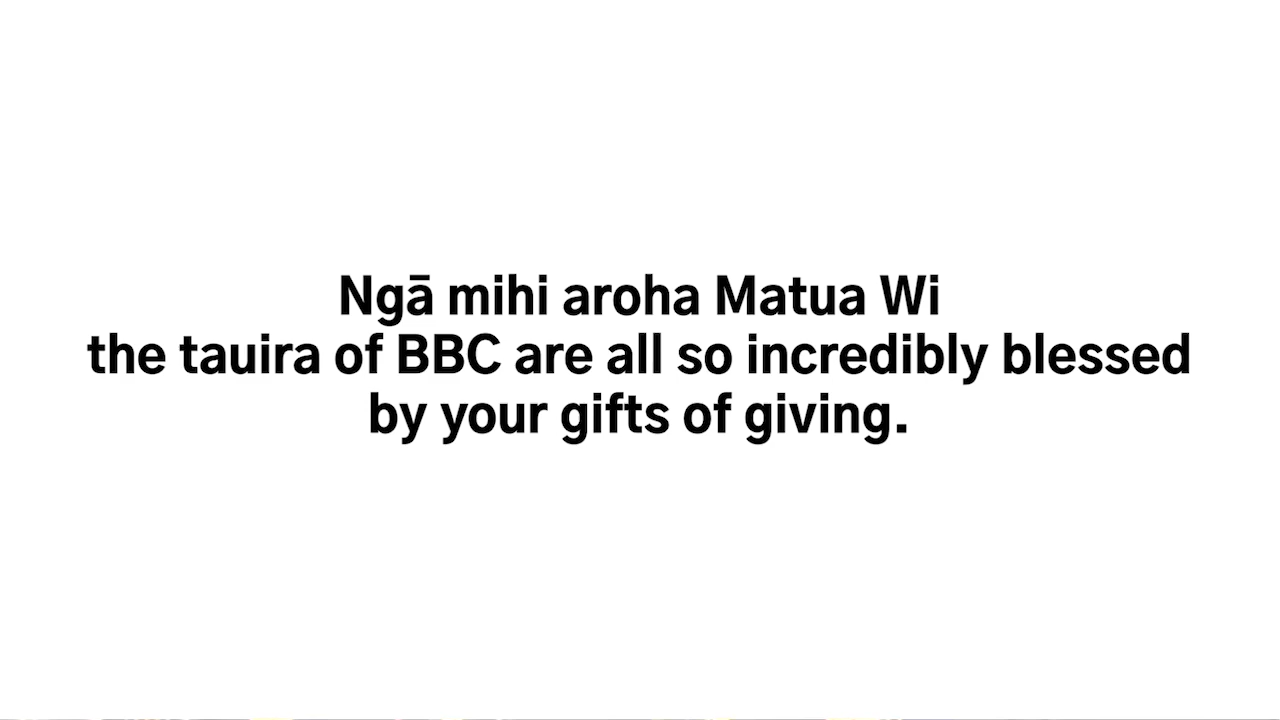 Ngā mihi aroha Matua Wi
the tauira of BBC are all so incredibly blessed
by your gifts of giving.